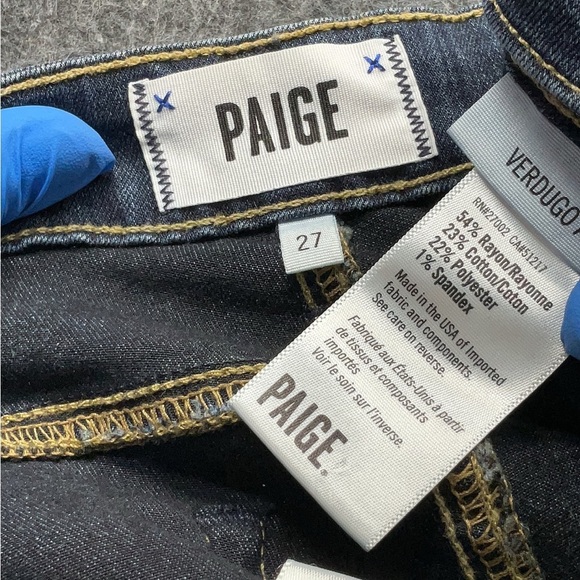 PAIGE
27
VERDUGO
RN#27002 CA#51217
54% Rayon/Rayonne
23% Cotton/Coton
22% Polyester
1% Spandex
Made in the USA of Imported
fabric and components.
See care on reverse.
Fabriqué aux États-Unis à partir
de tissus et composants
importés
Voir le soin sur l'inverse.
PAIGE®